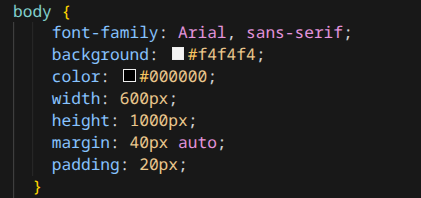 body {
font-family: Arial, sans-serif;
background: #f4f4f4;
color: #000000;
width: 600px;
height: 1000px;
margin: 40px auto;
padding: 20px;
}